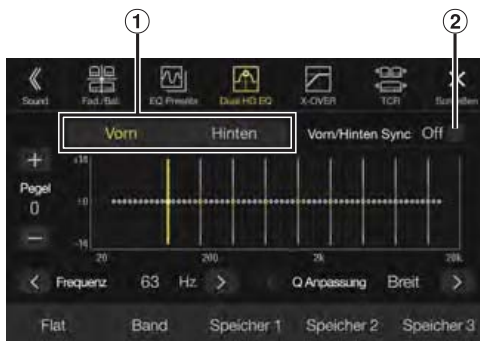 ① ②
Sound Fad./Bal. EQ Presets Dual HD EQ X-OVER TCR Schließen
Vorn Hinten Vorn/Hinten Sync Off
+
Pegel
0
−
+14
±0
-14
20 200 2k 20k
Frequenz 63 Hz Q Anpassung Breit
Flat Band Speicher 1 Speicher 2 Speicher 3